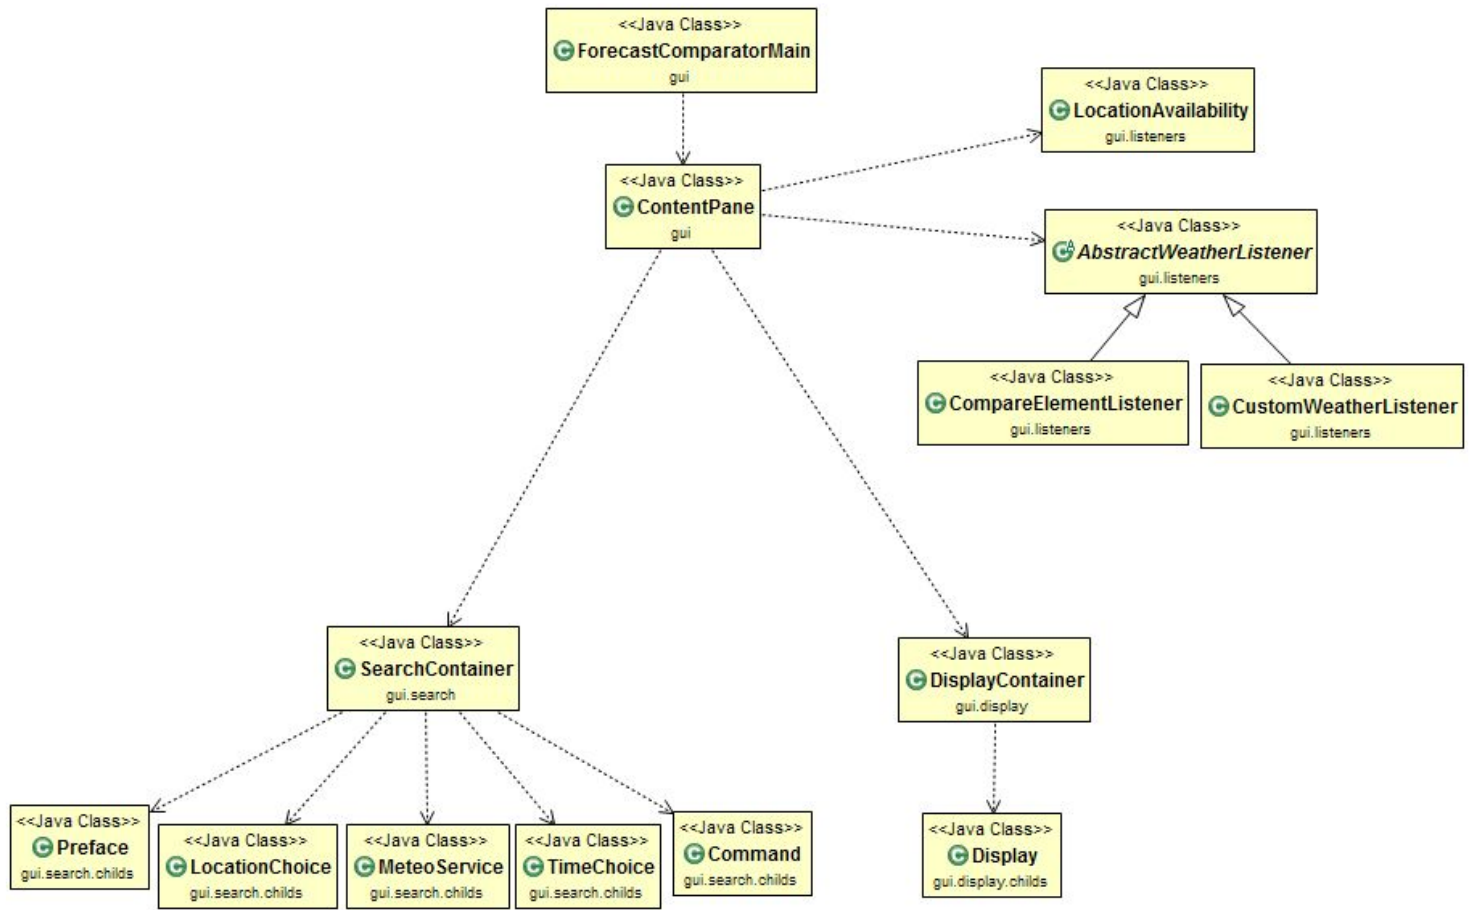 <<Java Class>>
ForecastComparatorMain
gui
<<Java Class>>
LocationAvailability
gui.listeners
<<Java Class>>
ContentPane
gui
<<Java Class>>
AbstractWeatherListener
gui.listeners
<<Java Class>>
CompareElementListener
gui.listeners
<<Java Class>>
CustomWeatherListener
gui.listeners
<<Java Class>>
SearchContainer
gui.search
<<Java Class>>
DisplayContainer
gui.display
<<Java Class>>
Preface
gui.search.childs
<<Java Class>>
LocationChoice
gui.search.childs
<<Java Class>>
MeteoService
gui.search.childs
<<Java Class>>
TimeChoice
gui.search.childs
<<Java Class>>
Command
gui.search.childs
<<Java Class>>
Display
gui.display.childs